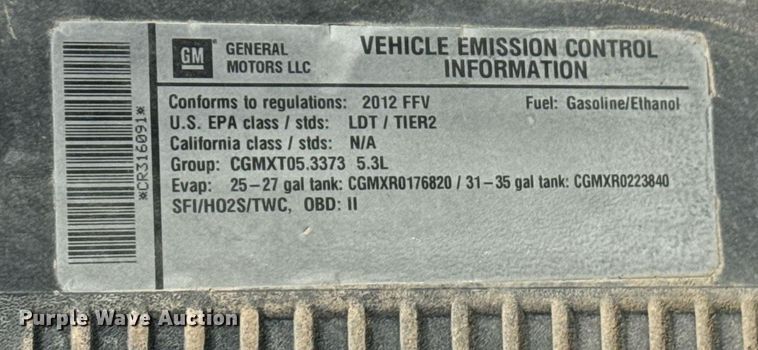 *CR316091*
GM
GENERAL
MOTORS LLC
VEHICLE EMISSION CONTROL
INFORMATION
Conforms to regulations: 2012 FFV Fuel: Gasoline/Ethanol
U.S. EPA class / stds: LDT / TIER2
California class / stds: N/A
Group: CGMXT05.3373 5.3L
Evap: 25-27 gal tank: CGMXR0176820 / 31-35 gal tank: CGMXR0223840
SFI/HO2S/TWC, OBD: II
Purple Wave Auction